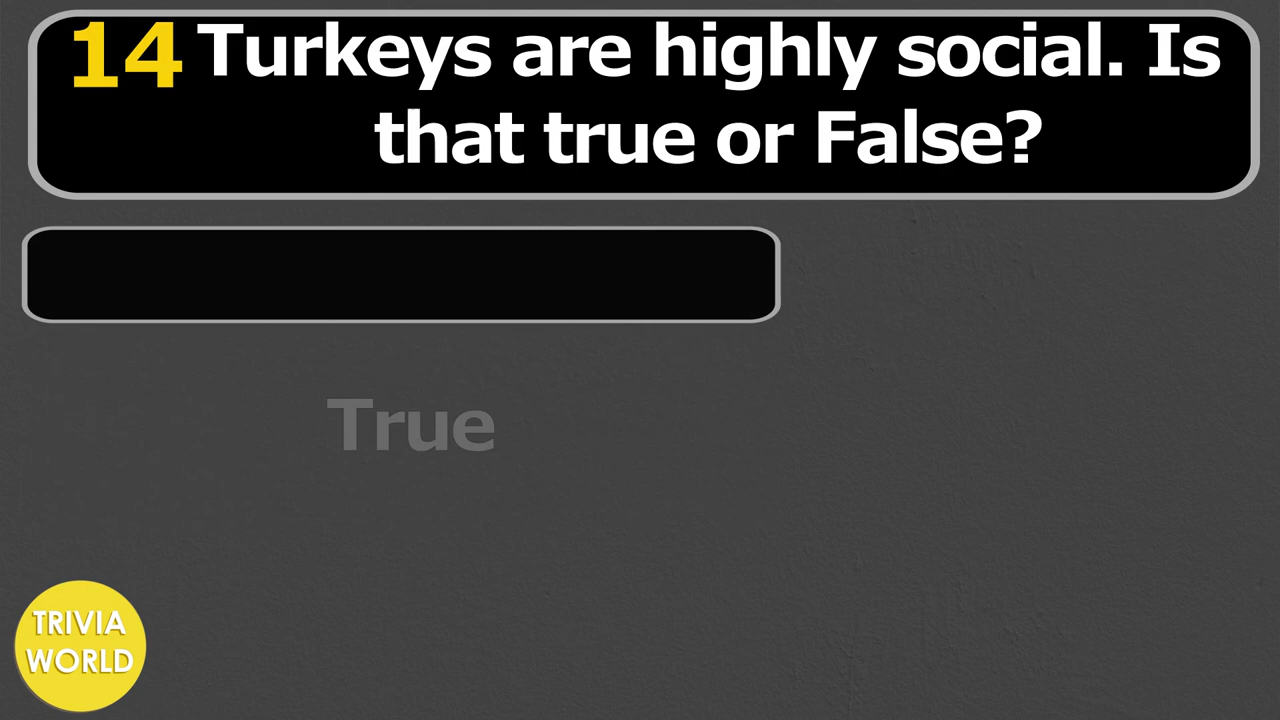 14 Turkeys are highly social. Is
that true or False?
True
TRIVIA
WORLD